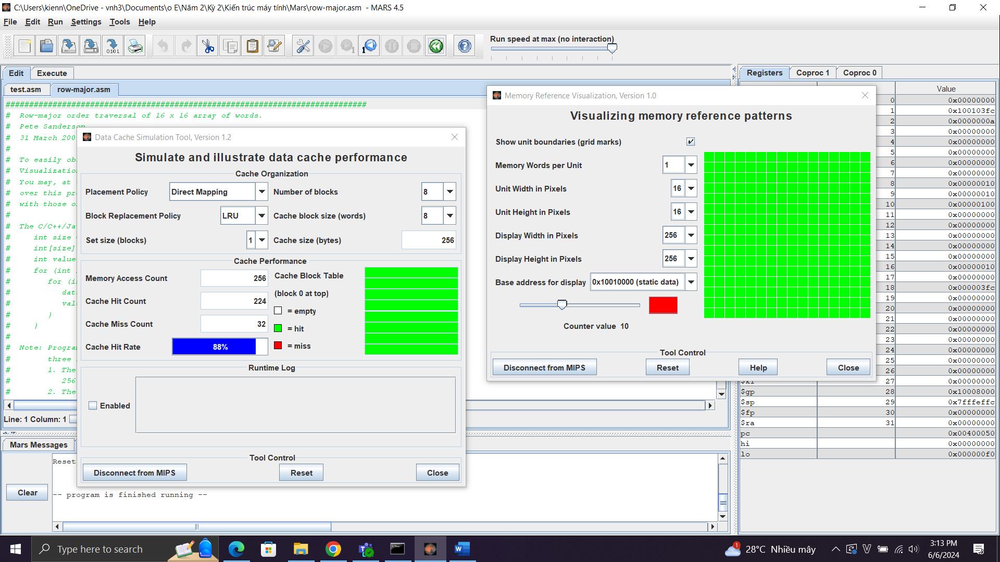 C:\Users\kienn\OneDrive - vnh3\Documents\o E\Năm 2\Kỳ 2\Kiến trúc máy tính\Mars\row-major.asm - MARS 4.5
File Edit Run Settings Tools Help
Run speed at max (no interaction)
Edit Execute
test.asm row-major.asm
##############################################################################
# Row-major order traversal of 16 x 16 array of words.
# Pete Sanderson
# 31 March 200
#
# To easily ob
# Visualization
# You may, at
# over this pr
# with those o
#
# The C/C++/Ja
# int size
# int[size]
# int value
# for (int
# for (i
# dat
# val
# }
# }
#
# Note: Program
# three
# 1. The
# 256
# 2. The
Line: 1 Column: 1
Mars Messages
Reset
-- program is finished running --
Clear
Data Cache Simulation Tool, Version 1.2
Simulate and illustrate data cache performance
Cache Organization
Placement Policy Direct Mapping Number of blocks 8
Block Replacement Policy LRU Cache block size (words) 8
Set size (blocks) 1 Cache size (bytes) 256
Cache Performance
Memory Access Count 256 Cache Block Table
(block 0 at top)
Cache Hit Count 224
= empty
Cache Miss Count 32
= hit
Cache Hit Rate 88%
= miss
Runtime Log
Enabled
Tool Control
Disconnect from MIPS Reset Close
Memory Reference Visualization, Version 1.0
Visualizing memory reference patterns
Show unit boundaries (grid marks)
Memory Words per Unit 1
Unit Width in Pixels 16
Unit Height in Pixels 16
Display Width in Pixels 256
Display Height in Pixels 256
Base address for display 0x10010000 (static data)
Counter value 10
Tool Control
Disconnect from MIPS Reset Help Close
Registers Coproc 1 Coproc 0
Value
0 0x00000000
1 0x100103fc
2 0x0000000a
3 0x00000000
4 0x00000000
5 0x00000000
6 0x00000000
7 0x00000000
8 0x00000010
9 0x00000010
10 0x00000100
11 0x00000000
12 0x00000000
13 0x00000000
14 0x00000000
15 0x00000000
16 0x00000010
17 0x00000000
18 0x000003fc
19 0x00000000
20 0x00000000
21 0x00000000
22 0x00000000
23 0x00000000
24 0x00000000
25 0x00000000
26 0x00000000
$k1 27 0x00000000
$gp 28 0x10008000
$sp 29 0x7fffeffc
$fp 30 0x00000000
$ra 31 0x00000000
pc 0x00400050
hi 0x00000000
lo 0x000000f0
Type here to search
28°C Nhiều mây
3:13 PM
6/6/2024